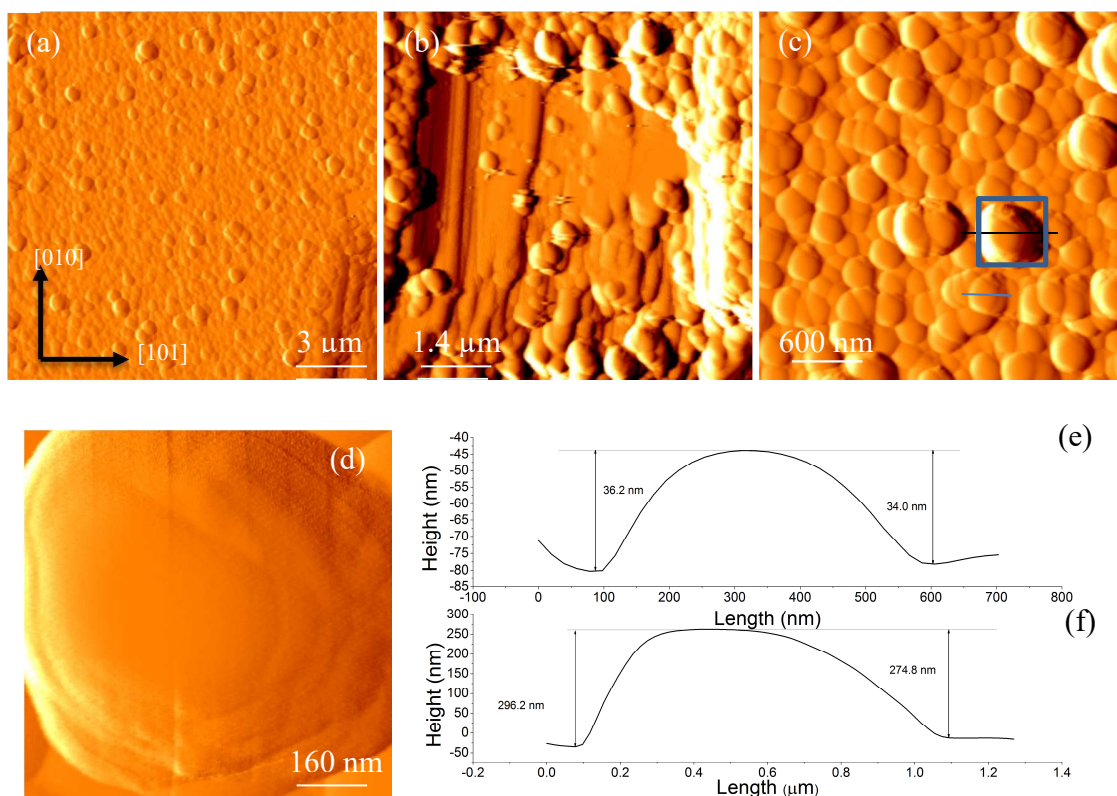 (a)
[010]
[101]
3 µm
(b)
1.4 µm
(c)
600 nm
(d)
160 nm
(e)
-40
-45
-50
-55
-60
-65
-70
-75
-80
-85
Height (nm)
36.2 nm
34.0 nm
-100 0 100 200 300 400 500 600 700 800
Length (nm)
(f)
300
250
200
150
100
50
0
-50
Height (nm)
296.2 nm
274.8 nm
-0.2 0.0 0.2 0.4 0.6 0.8 1.0 1.2 1.4
Length (µm)